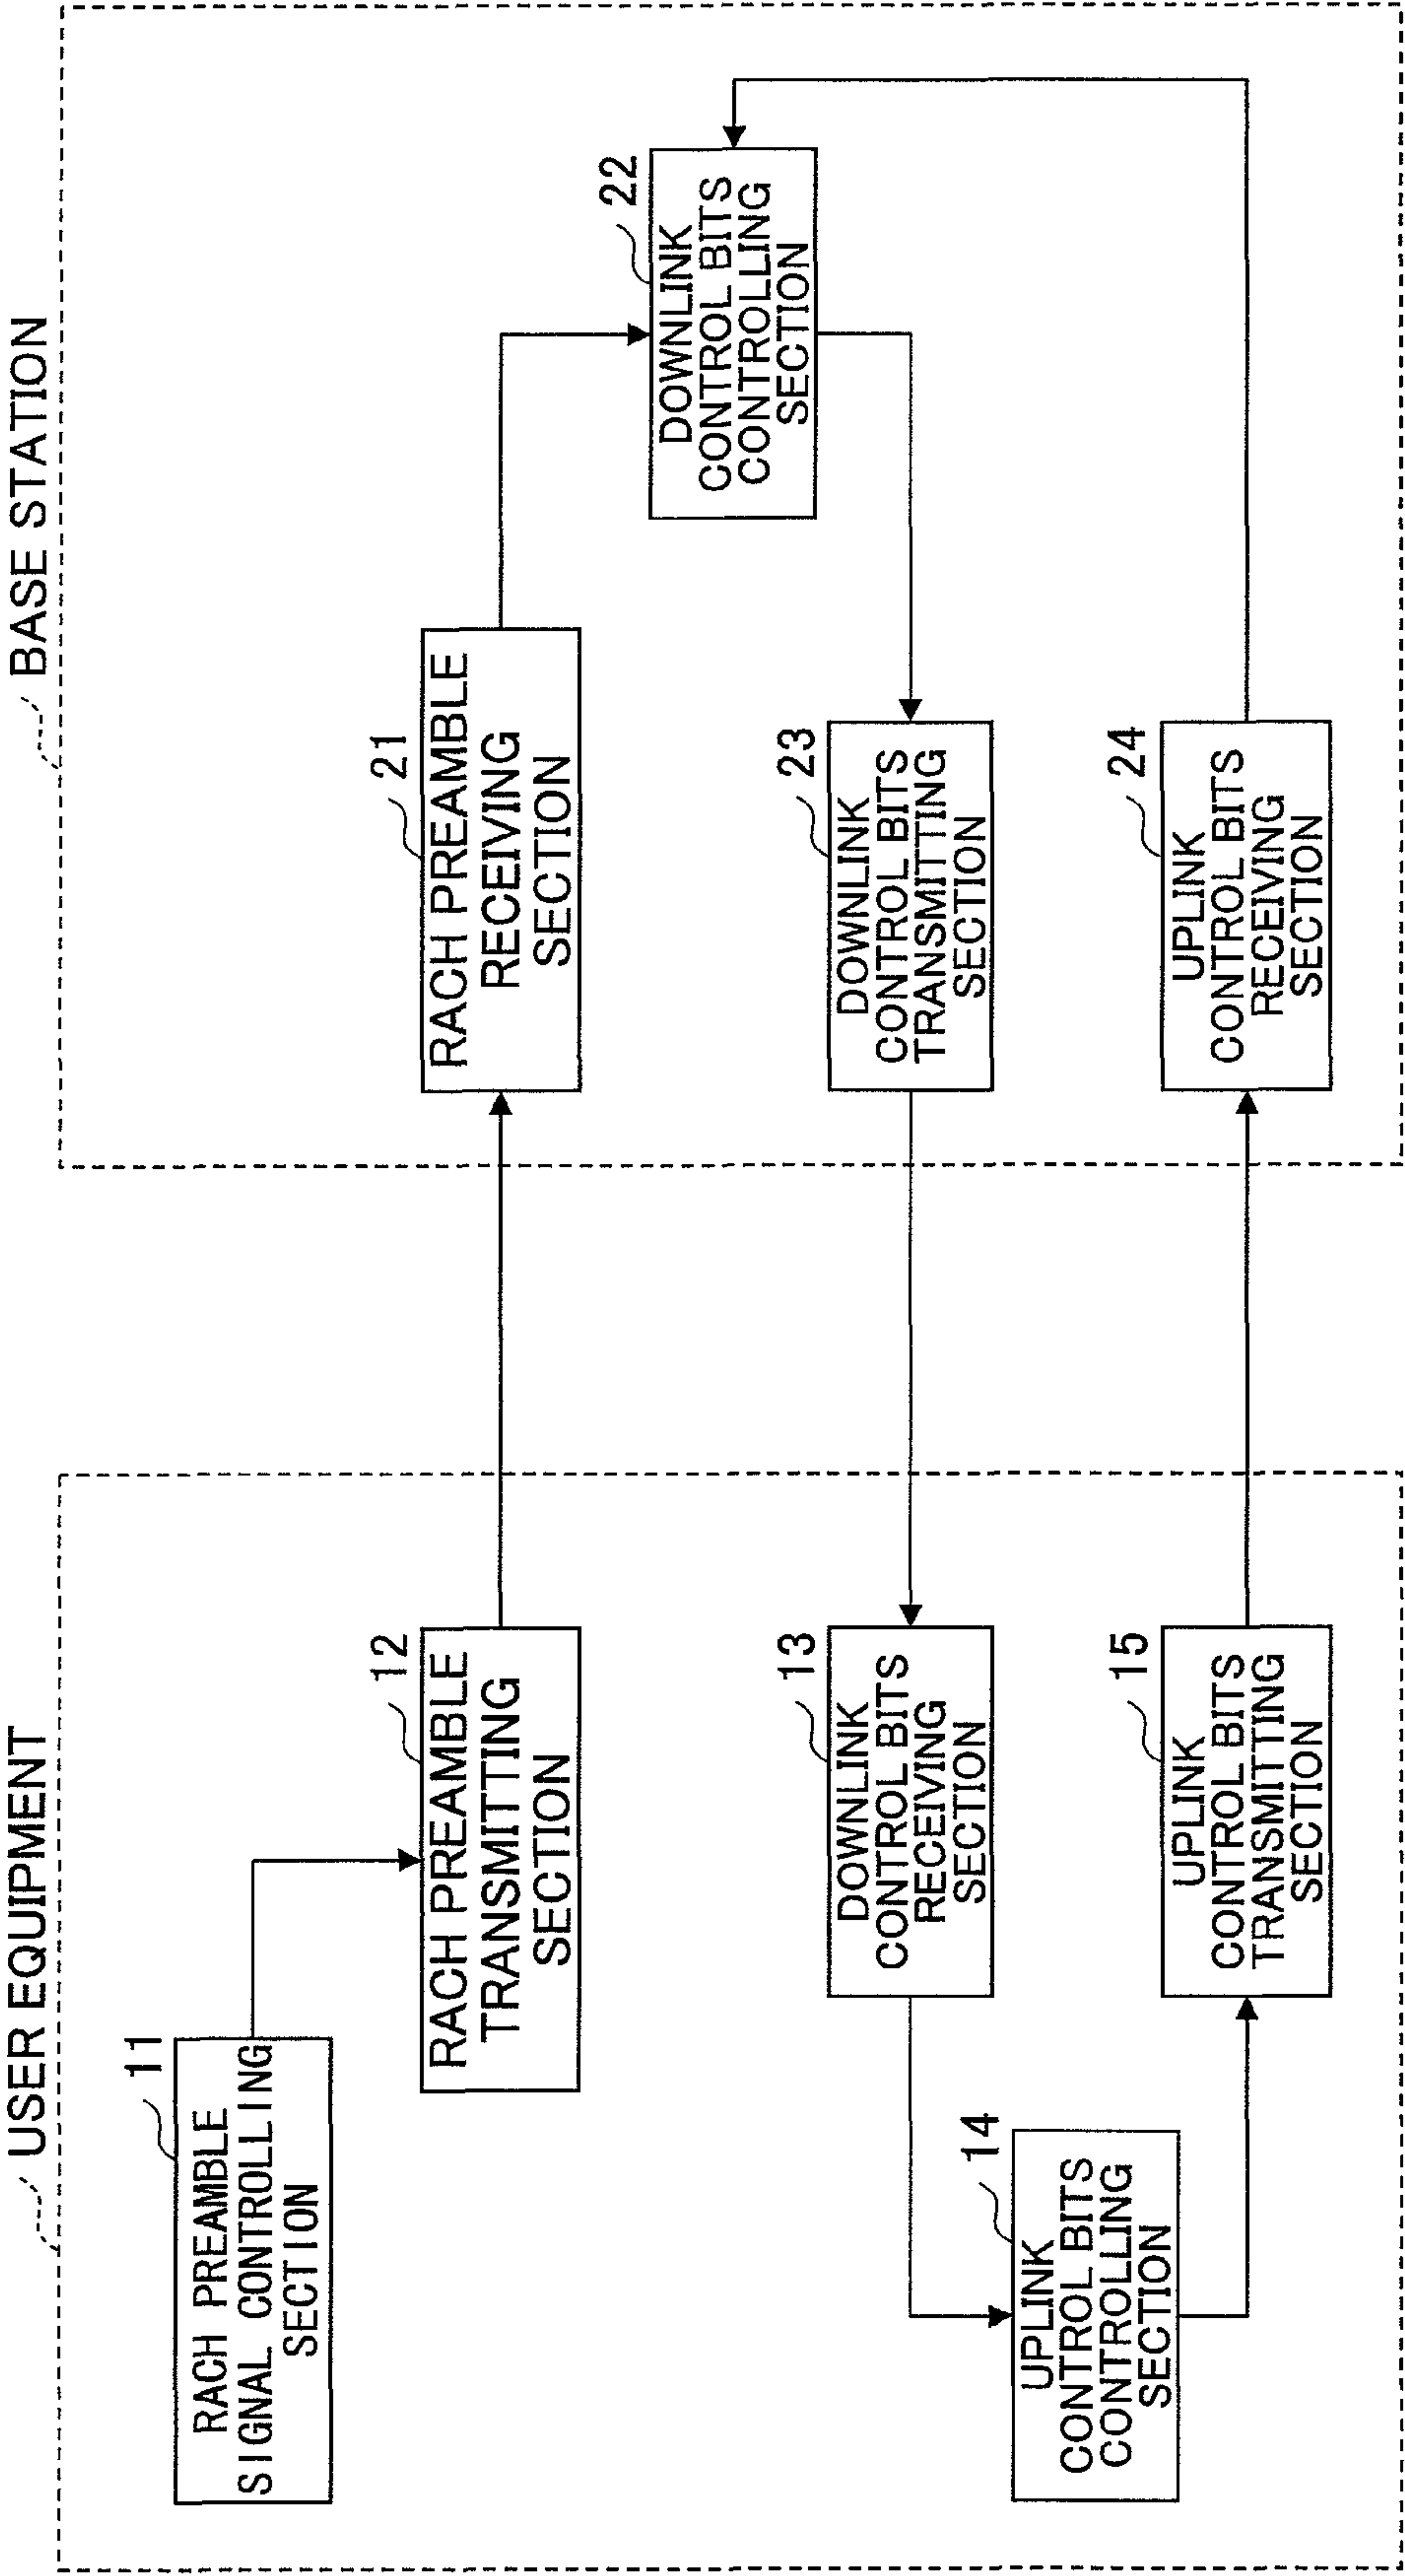 USER EQUIPMENT
11
RACH PREAMBLE
SIGNAL CONTROLLING
SECTION
12
RACH PREAMBLE
TRANSMITTING
SECTION
13
DOWNLINK
CONTROL BITS
RECEIVING
SECTION
14
UPLINK
CONTROL BITS
CONTROLLING
SECTION
15
UPLINK
CONTROL BITS
TRANSMITTING
SECTION
BASE STATION
21
RACH PREAMBLE
RECEIVING
SECTION
22
DOWNLINK
CONTROL BITS
CONTROLLING
SECTION
23
DOWNLINK
CONTROL BITS
TRANSMITTING
SECTION
24
UPLINK
CONTROL BITS
RECEIVING
SECTION